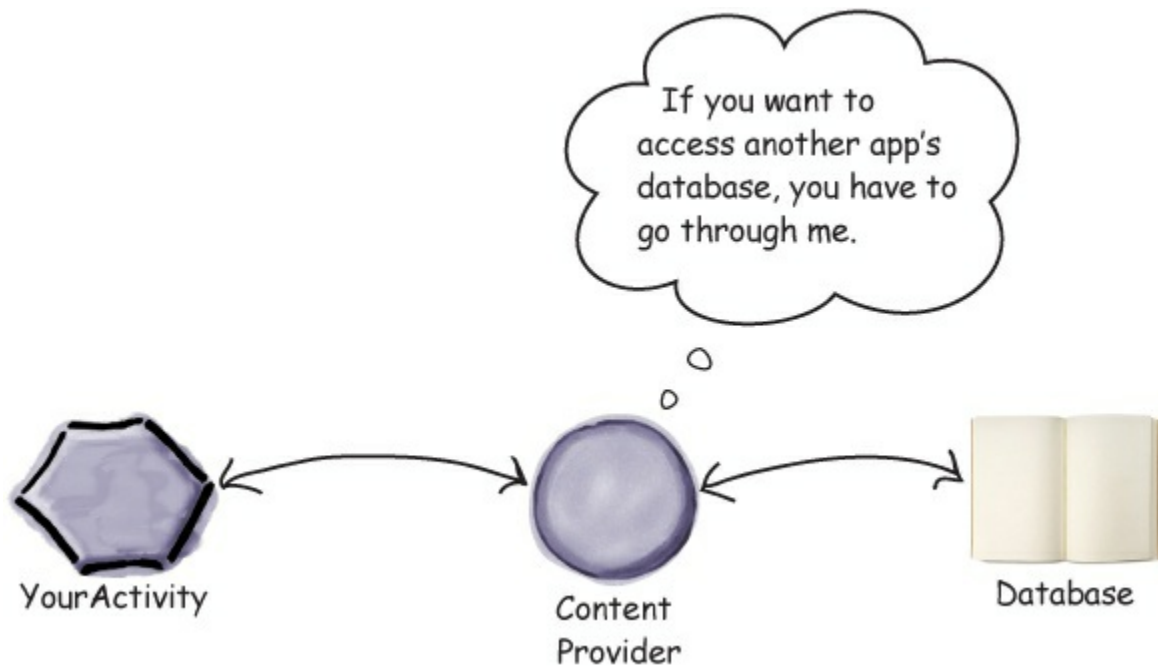 If you want to
access another app's
database, you have to
go through me.
YourActivity
Content
Provider
Database